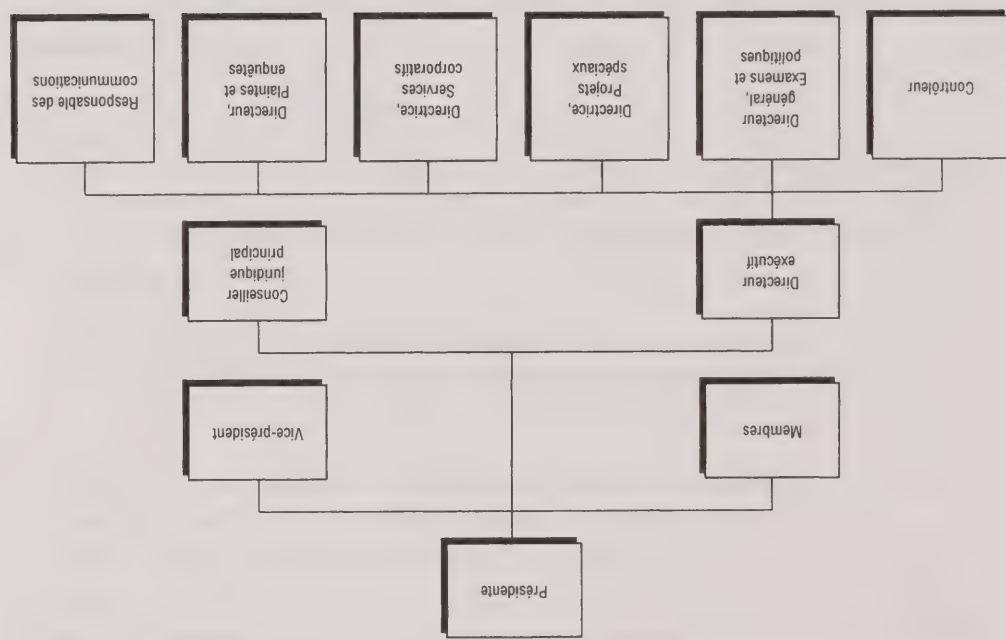 Présidente
Membres
Vice-président
Directeur
exécutif
Conseiller
juridique
principal
Contrôleur
Directeur
général,
Examens et
politiques
Directrice,
Projets
spéciaux
Directrice,
Services
corporatifs
Directeur,
Plaintes et
enquêtes
Responsable des
communications